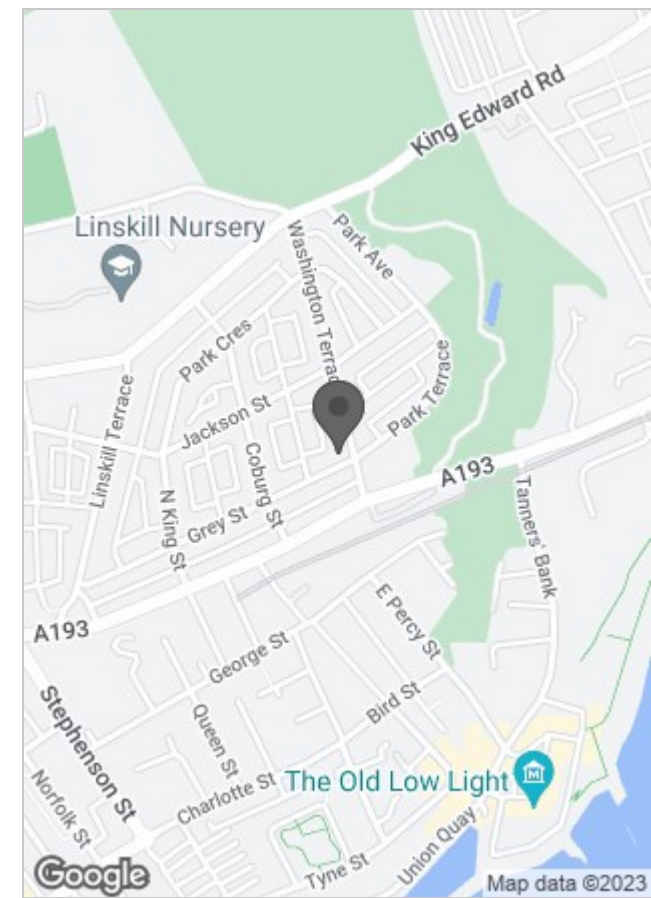 King Edward Rd
Linskill Nursery
Park Ave
Washington Terrace
Park Cres
Park Terrace
Jackson St
Linskill Terrace
Coburg St
N King St
Grey St
A193
Tanners' Bank
E Percy St
A193
George St
Bird St
Stephenson St
Queen St
Charlotte St
The Old Low Light
Norfolk St
Union Quay
Tyne St
Google
Map data ©2023